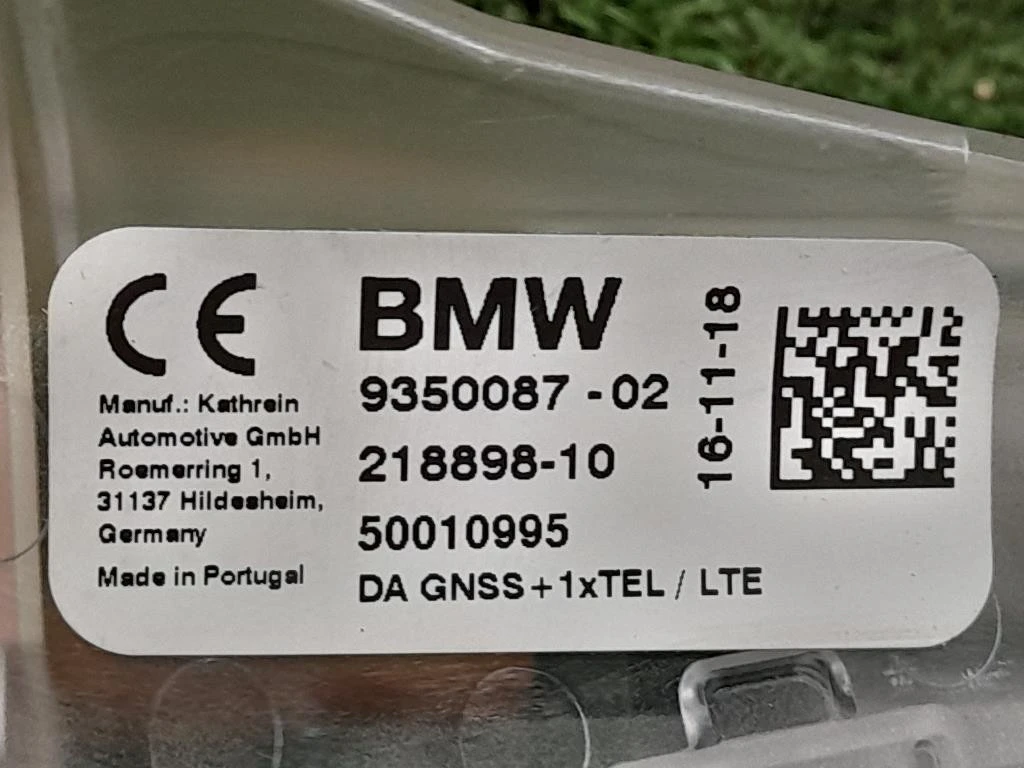 CE
Manuf.: Kathrein
Automotive GmbH
Roemerring 1,
31137 Hildesheim,
Germany
Made in Portugal
BMW
9350087 - 02
218898-10
50010995
DA GNSS + 1xTEL / LTE
16-11-18